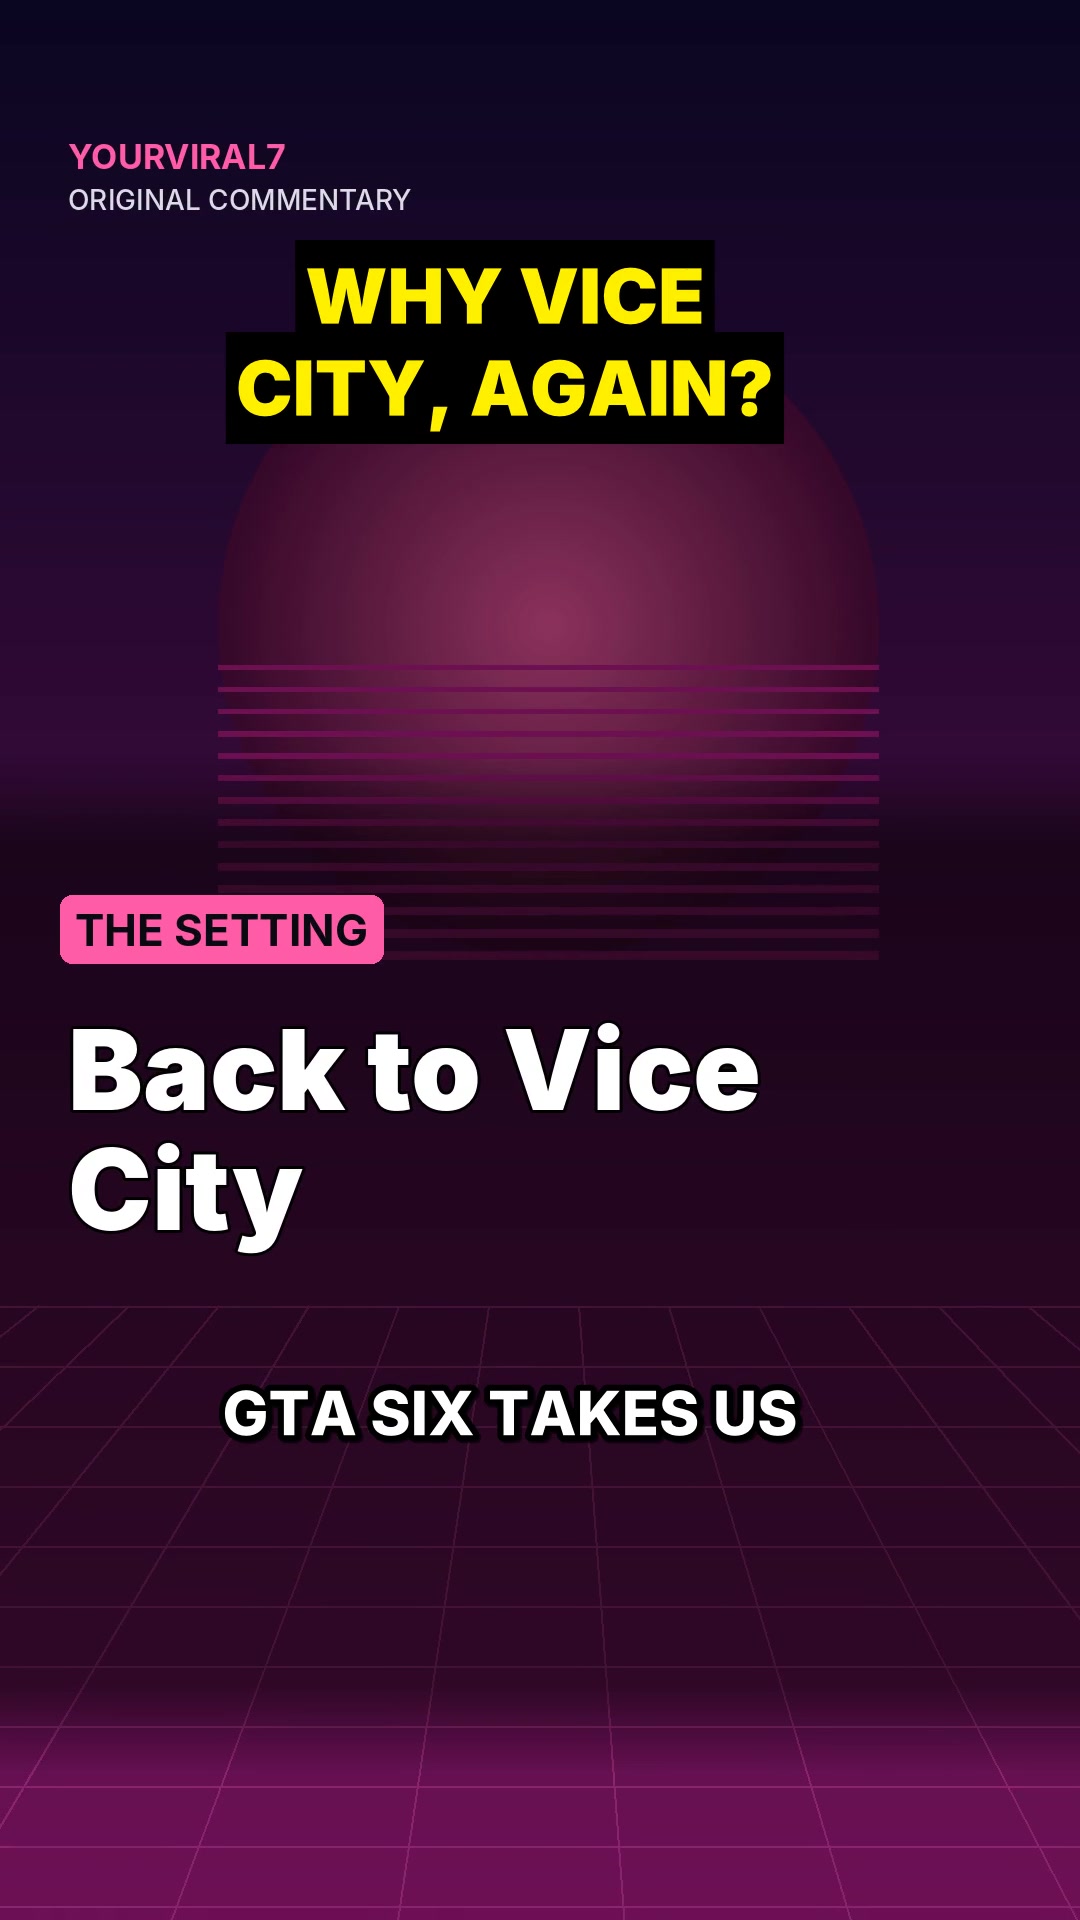 YOURVIRAL7
ORIGINAL COMMENTARY
WHY VICE
CITY, AGAIN?
THE SETTING
Back to Vice
City
GTA SIX TAKES US